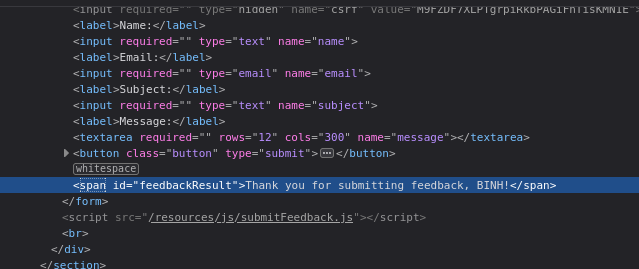 <input required="" type="hidden" name="csrf" value="
<label>Name:</label>
<input required="" type="text" name="name">
<label>Email:</label>
<input required="" type="email" name="email">
<label>Subject:</label>
<input required="" type="text" name="subject">
<label>Message:</label>
<textarea required="" rows="12" cols="300" name="message"></textarea>
<button class="button" type="submit">•••</button>
whitespace
<span id="feedbackResult">Thank you for submitting feedback, BINH!</span>
</form>
<script src="/resources/js/submitFeedback.js"></script>
<br>
</div>
</section>